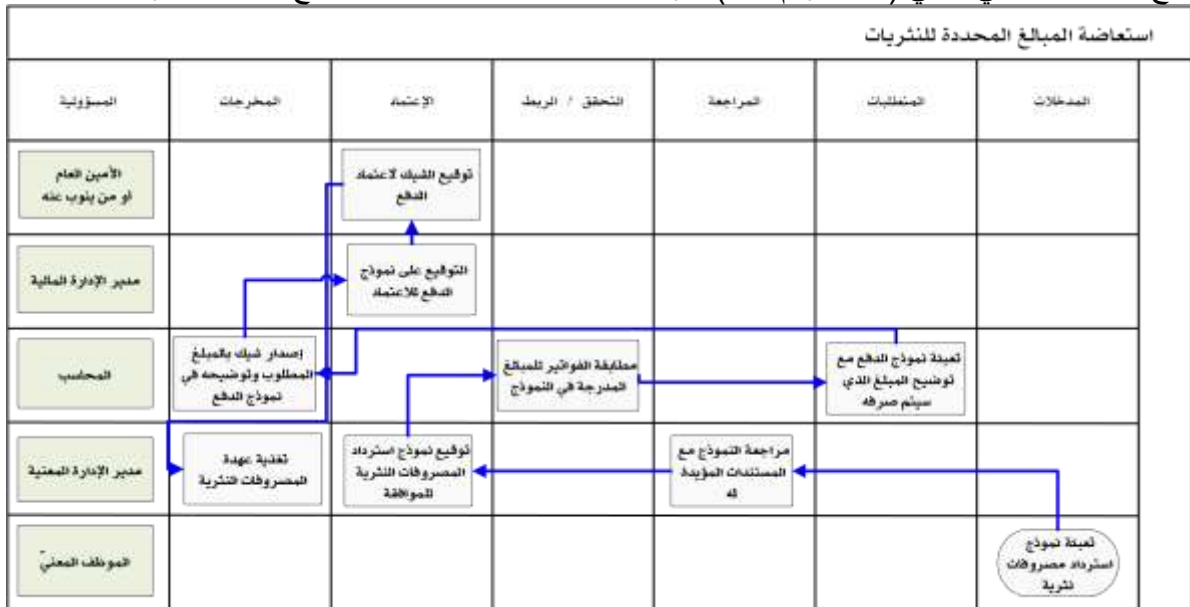 استعاضة المبالغ المحددة للنثريات
المدخلات
المتطلبات
المراجعة
التحقق / الربط
الإعتماد
المخرجات
المسؤولية
توقيع الشيك لاعتماد
الدفع
الأمين العام
او من ينوب عنه
التوقيع على نموذج
الدفع للاعتماد
مدير الإدارة المالية
تعبئة نموذج الدفع مع
توضيح المبلغ الذي
سيتم صرفه
مطابقة الفواتير للمبالغ
المدرجة في النموذج
إصدار شيك بالمبلغ
المطلوب وتوضيحه في
نموذج الدفع
المحاسب
مراجعة النموذج مع
المستندات المؤيدة
له
توقيع نموذج استرداد
المصروفات النثرية
للموافقة
تغذية عهدة
المصروفات النثرية
مدير الإدارة المعنية
تعبئة نموذج
استرداد مصروفات
نثرية
الموظف المعنيّ